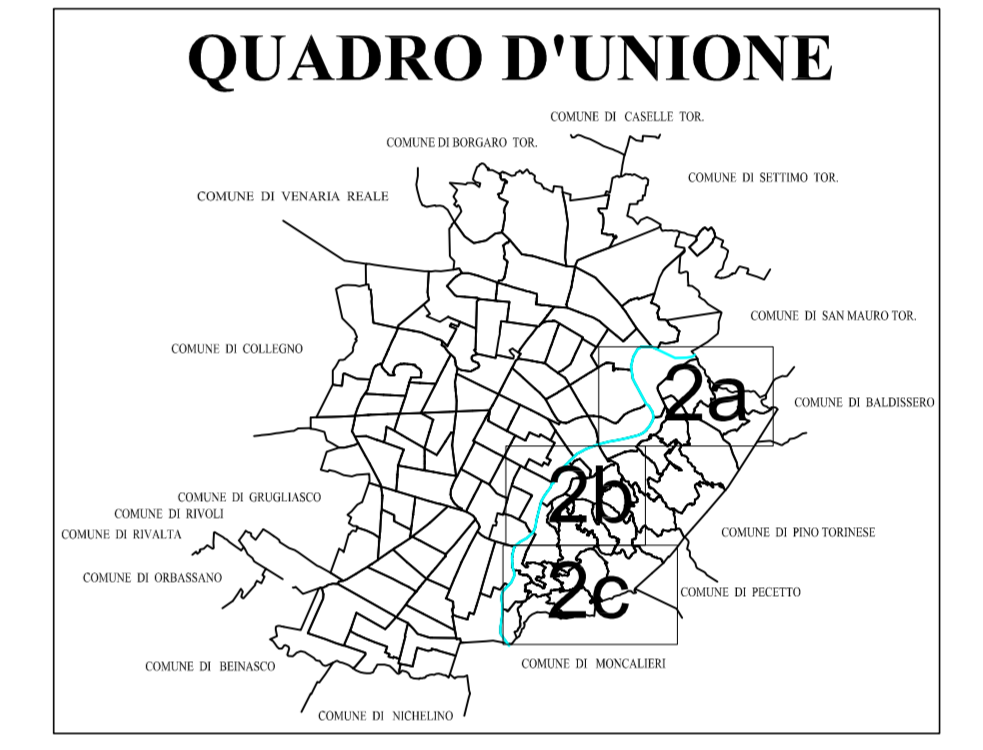 QUADRO D'UNIONE
COMUNE DI CASELLE TOR.
COMUNE DI BORGARO TOR.
COMUNE DI SETTIMO TOR.
COMUNE DI VENARIA REALE
COMUNE DI SAN MAURO TOR.
COMUNE DI COLLEGNO
2a
COMUNE DI BALDISSERO
2b
COMUNE DI GRUGLIASCO
COMUNE DI RIVOLI
COMUNE DI RIVALTA
COMUNE DI PINO TORINESE
COMUNE DI ORBASSANO
2c
COMUNE DI PECETTO
COMUNE DI MONCALIERI
COMUNE DI BEINASCO
COMUNE DI NICHELINO